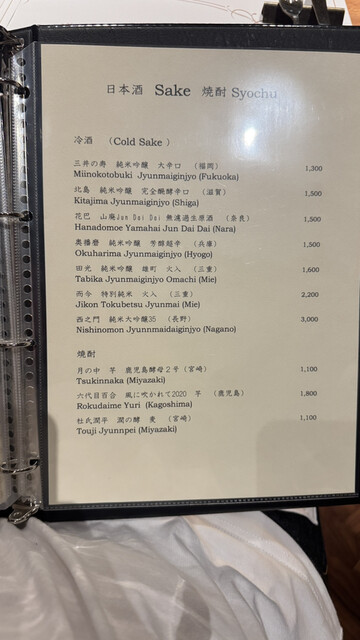 日本酒 Sake 焼酎 Syochu
冷酒 （Cold Sake ）
三井の寿 純米吟醸 大辛口 （福岡） 1,300
Miinokotobuki Jyunmaiginjyo (Fukuoka)
北島 純米吟醸 完全醗酵辛口 （滋賀） 1,500
Kitajima Jyunmaiginjyo (Shiga)
花巴 山廃Jun Dai Dai 無濾過生原酒 （奈良） 1,500
Hanadomoe Yamahai Jun Dai Dai (Nara)
奥播磨 純米吟醸 芳醇超辛 （兵庫） 1,500
Okuharima Jyunmaiginjyo (Hyogo)
田光 純米吟醸 雄町 火入 （三重） 1,600
Tabika Jyunmaiginjyo Omachi (Mie)
而今 特別純米 火入 （三重） 2,200
Jikon Tokubetsu Jyunmai (Mie)
西之門 純米大吟醸35 （長野） 3,000
Nishinomon Jyunnmaidaiginjyo (Nagano)
焼酎
月の中 芋 鹿児島酵母２号（宮崎） 1,100
Tsukinnaka (Miyazaki)
六代目百合 風に吹かれて2020 芋 （鹿児島） 1,800
Rokudaime Yuri (Kagoshima)
杜氏潤平 潤の酵 麦 （宮崎） 1,100
Touji Jyunnpei (Miyazaki)